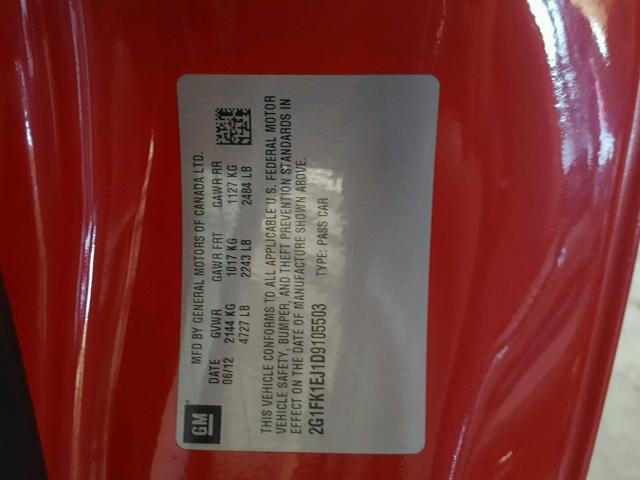 GM
MFD BY GENERAL MOTORS OF CANADA LTD.
DATE GVWR GAWR FRT GAWR RR
06/12 2144 KG 1017 KG 1127 KG
4727 LB 2243 LB 2484 LB
THIS VEHICLE CONFORMS TO ALL APPLICABLE U.S. FEDERAL MOTOR
VEHICLE SAFETY, BUMPER, AND THEFT PREVENTION STANDARDS IN
EFFECT ON THE DATE OF MANUFACTURE SHOWN ABOVE.
2G1FK1EJ1D9105503 TYPE: PASS CAR